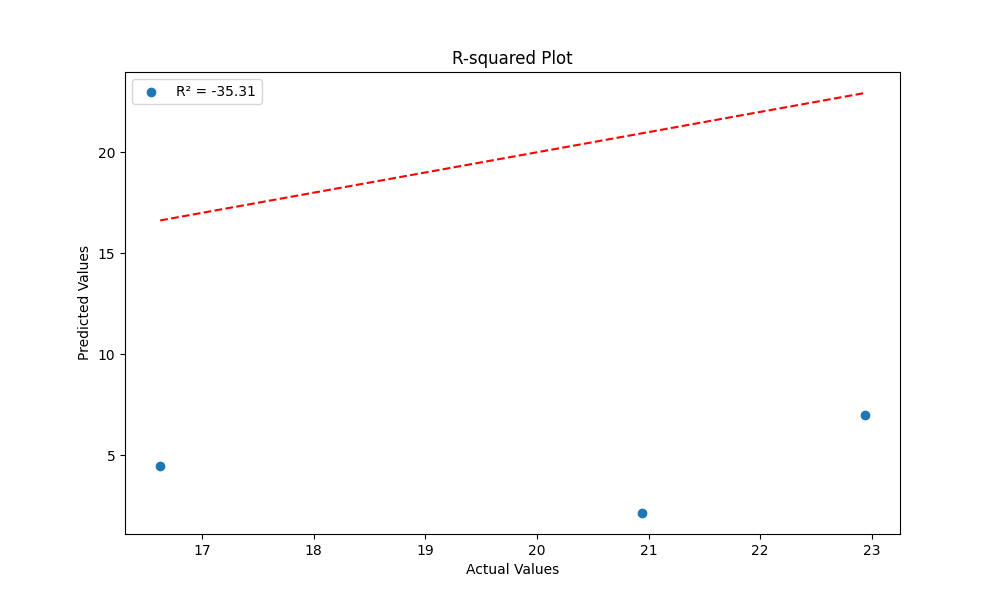 R-squared Plot
R² = -35.31
Predicted Values
20
15
10
5
17 18 19 20 21 22 23
Actual Values